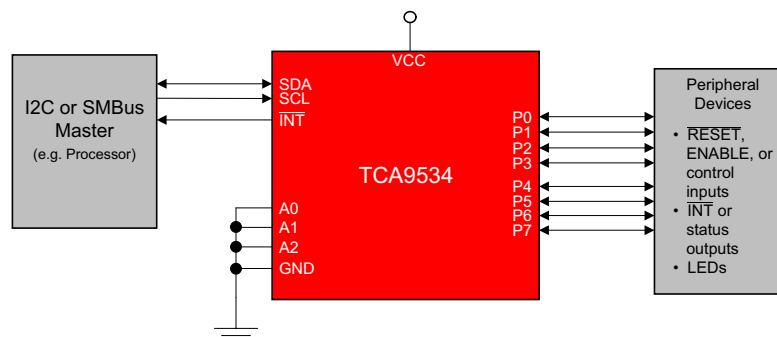 VCC
I2C or SMBus
Master
(e.g. Processor)
SDA
SCL
INT
A0
A1
A2
GND
TCA9534
P0
P1
P2
P3
P4
P5
P6
P7
Peripheral
Devices
• RESET,
ENABLE, or
control
inputs
• INT or
status
outputs
• LEDs